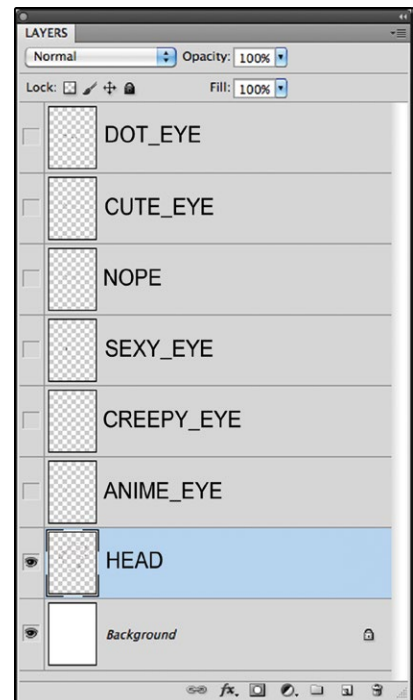 LAYERS
Normal Opacity: 100%
Lock: Fill: 100%
DOT_EYE
CUTE_EYE
NOPE
SEXY_EYE
CREEPY_EYE
ANIME_EYE
HEAD
Background
fx.